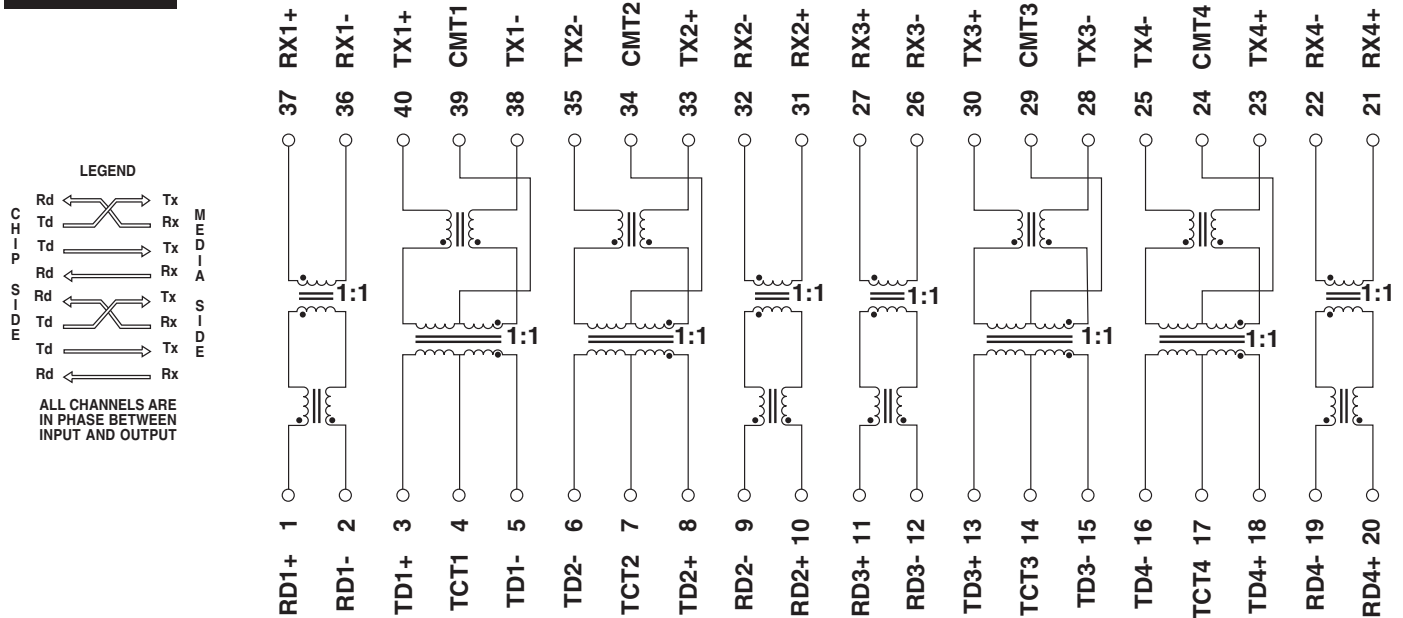 RX1+ RX1- TX1+ CMT1 TX1- TX2- CMT2 TX2+ RX2- RX2+ RX3+ RX3- TX3+ CMT3 TX3- TX4- CMT4 TX4+ RX4- RX4+
37 36 40 39 38 35 34 33 32 31 27 26 30 29 28 25 24 23 22 21
LEGEND
CHIP SIDE
MEDIA SIDE
Rd Tx
Td Rx
Td Tx
Rd Rx
Rd Tx
Td Rx
Td Tx
Rd Rx
ALL CHANNELS ARE
IN PHASE BETWEEN
INPUT AND OUTPUT
1:1 1:1 1:1 1:1 1:1 1:1 1:1 1:1
1 2 3 4 5 6 7 8 9 10 11 12 13 14 15 16 17 18 19 20
RD1+ RD1- TD1+ TCT1 TD1- TD2- TCT2 TD2+ RD2- RD2+ RD3+ RD3- TD3+ TCT3 TD3- TD4- TCT4 TD4+ RD4- RD4+